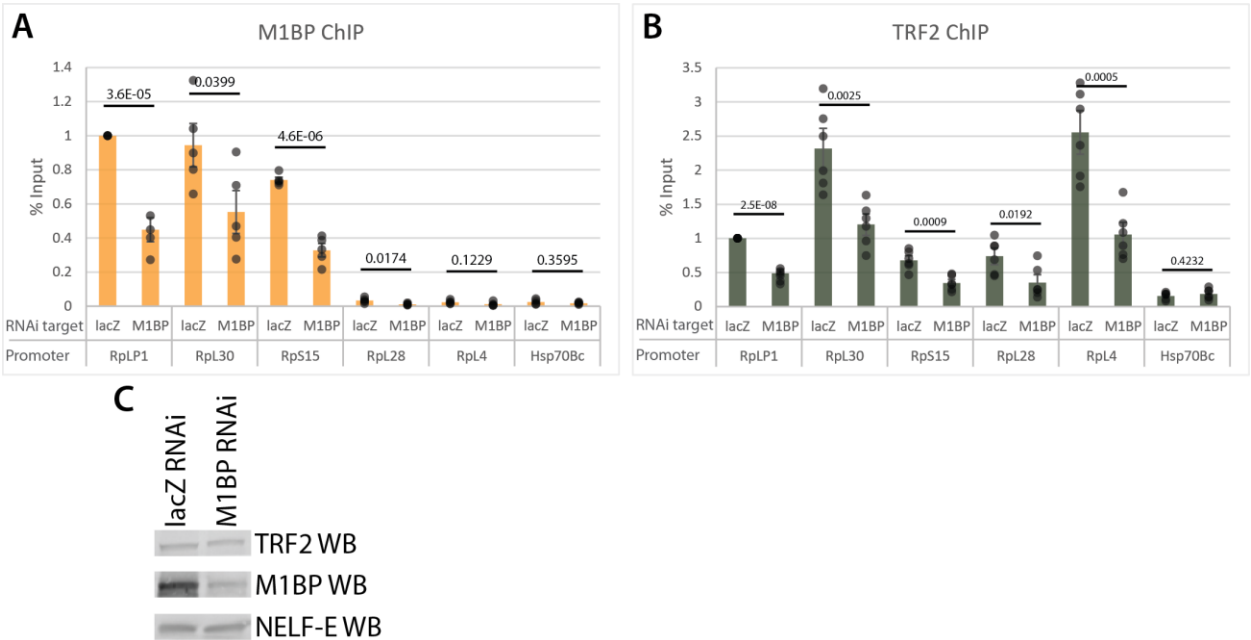 A
M1BP ChIP
% Input
1.4
1.2
1
0.8
0.6
0.4
0.2
0
3.6E-05
0.0399
4.6E-06
0.0174
0.1229
0.3595
RNAi target lacZ M1BP lacZ M1BP lacZ M1BP lacZ M1BP lacZ M1BP lacZ M1BP
Promoter RpLP1 RpL30 RpS15 RpL28 RpL4 Hsp70Bc
B
TRF2 ChIP
% Input
3.5
3
2.5
2
1.5
1
0.5
0
2.5E-08
0.0025
0.0009
0.0192
0.0005
0.4232
RNAi target lacZ M1BP lacZ M1BP lacZ M1BP lacZ M1BP lacZ M1BP lacZ M1BP
Promoter RpLP1 RpL30 RpS15 RpL28 RpL4 Hsp70Bc
C
lacZ RNAi
M1BP RNAi
TRF2 WB
M1BP WB
NELF-E WB